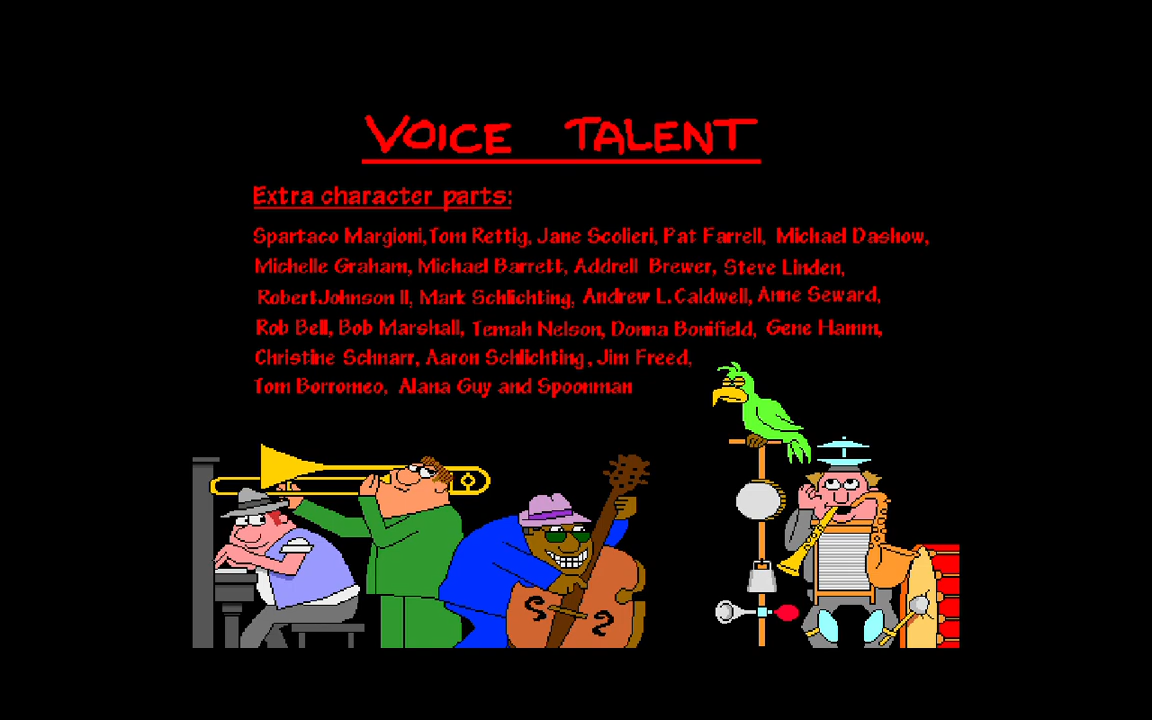 VOICE TALENT
Extra character parts:
Spartaco Margioni, Tom Rettig, Jane Scolieri, Pat Farrell, Michael Dashow,
Michelle Graham, Michael Barrett, Addrell Brewer, Steve Linden,
Robert Johnson II, Mark Schlichting, Andrew L. Caldwell, Anne Seward,
Rob Bell, Bob Marshall, Temah Nelson, Donna Bonifield, Gene Hamm,
Christine Schnarr, Aaron Schlichting, Jim Freed,
Tom Borromeo, Alana Guy and Spoonman